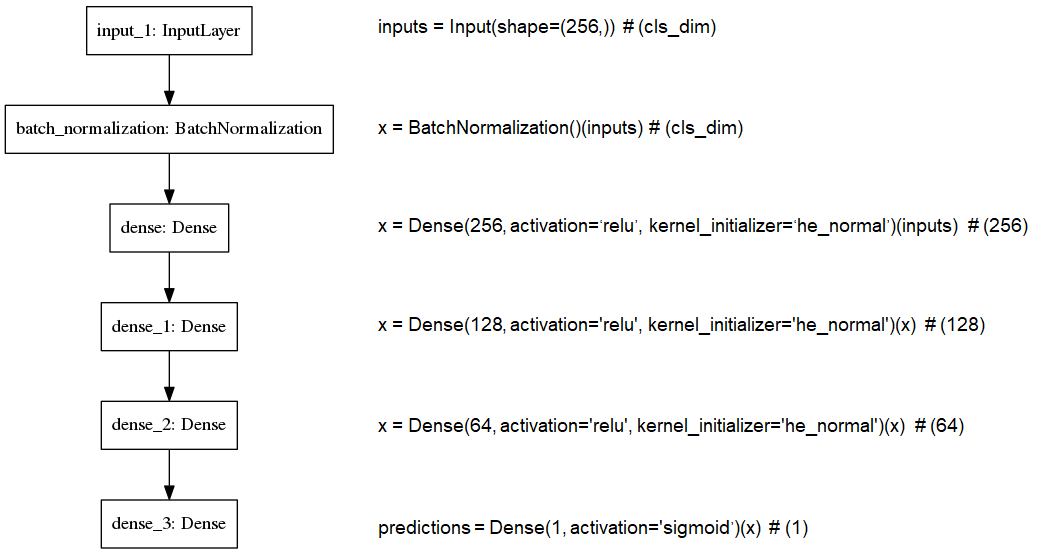 input_1: InputLayer
inputs = Input(shape=(256,)) # (cls_dim)
batch_normalization: BatchNormalization
x = BatchNormalization()(inputs) # (cls_dim)
dense: Dense
x = Dense(256, activation=‘relu’, kernel_initializer=‘he_normal’)(inputs) # (256)
dense_1: Dense
x = Dense(128, activation='relu', kernel_initializer='he_normal')(x) # (128)
dense_2: Dense
x = Dense(64, activation='relu', kernel_initializer='he_normal')(x) # (64)
dense_3: Dense
predictions = Dense(1, activation='sigmoid’)(x) # (1)